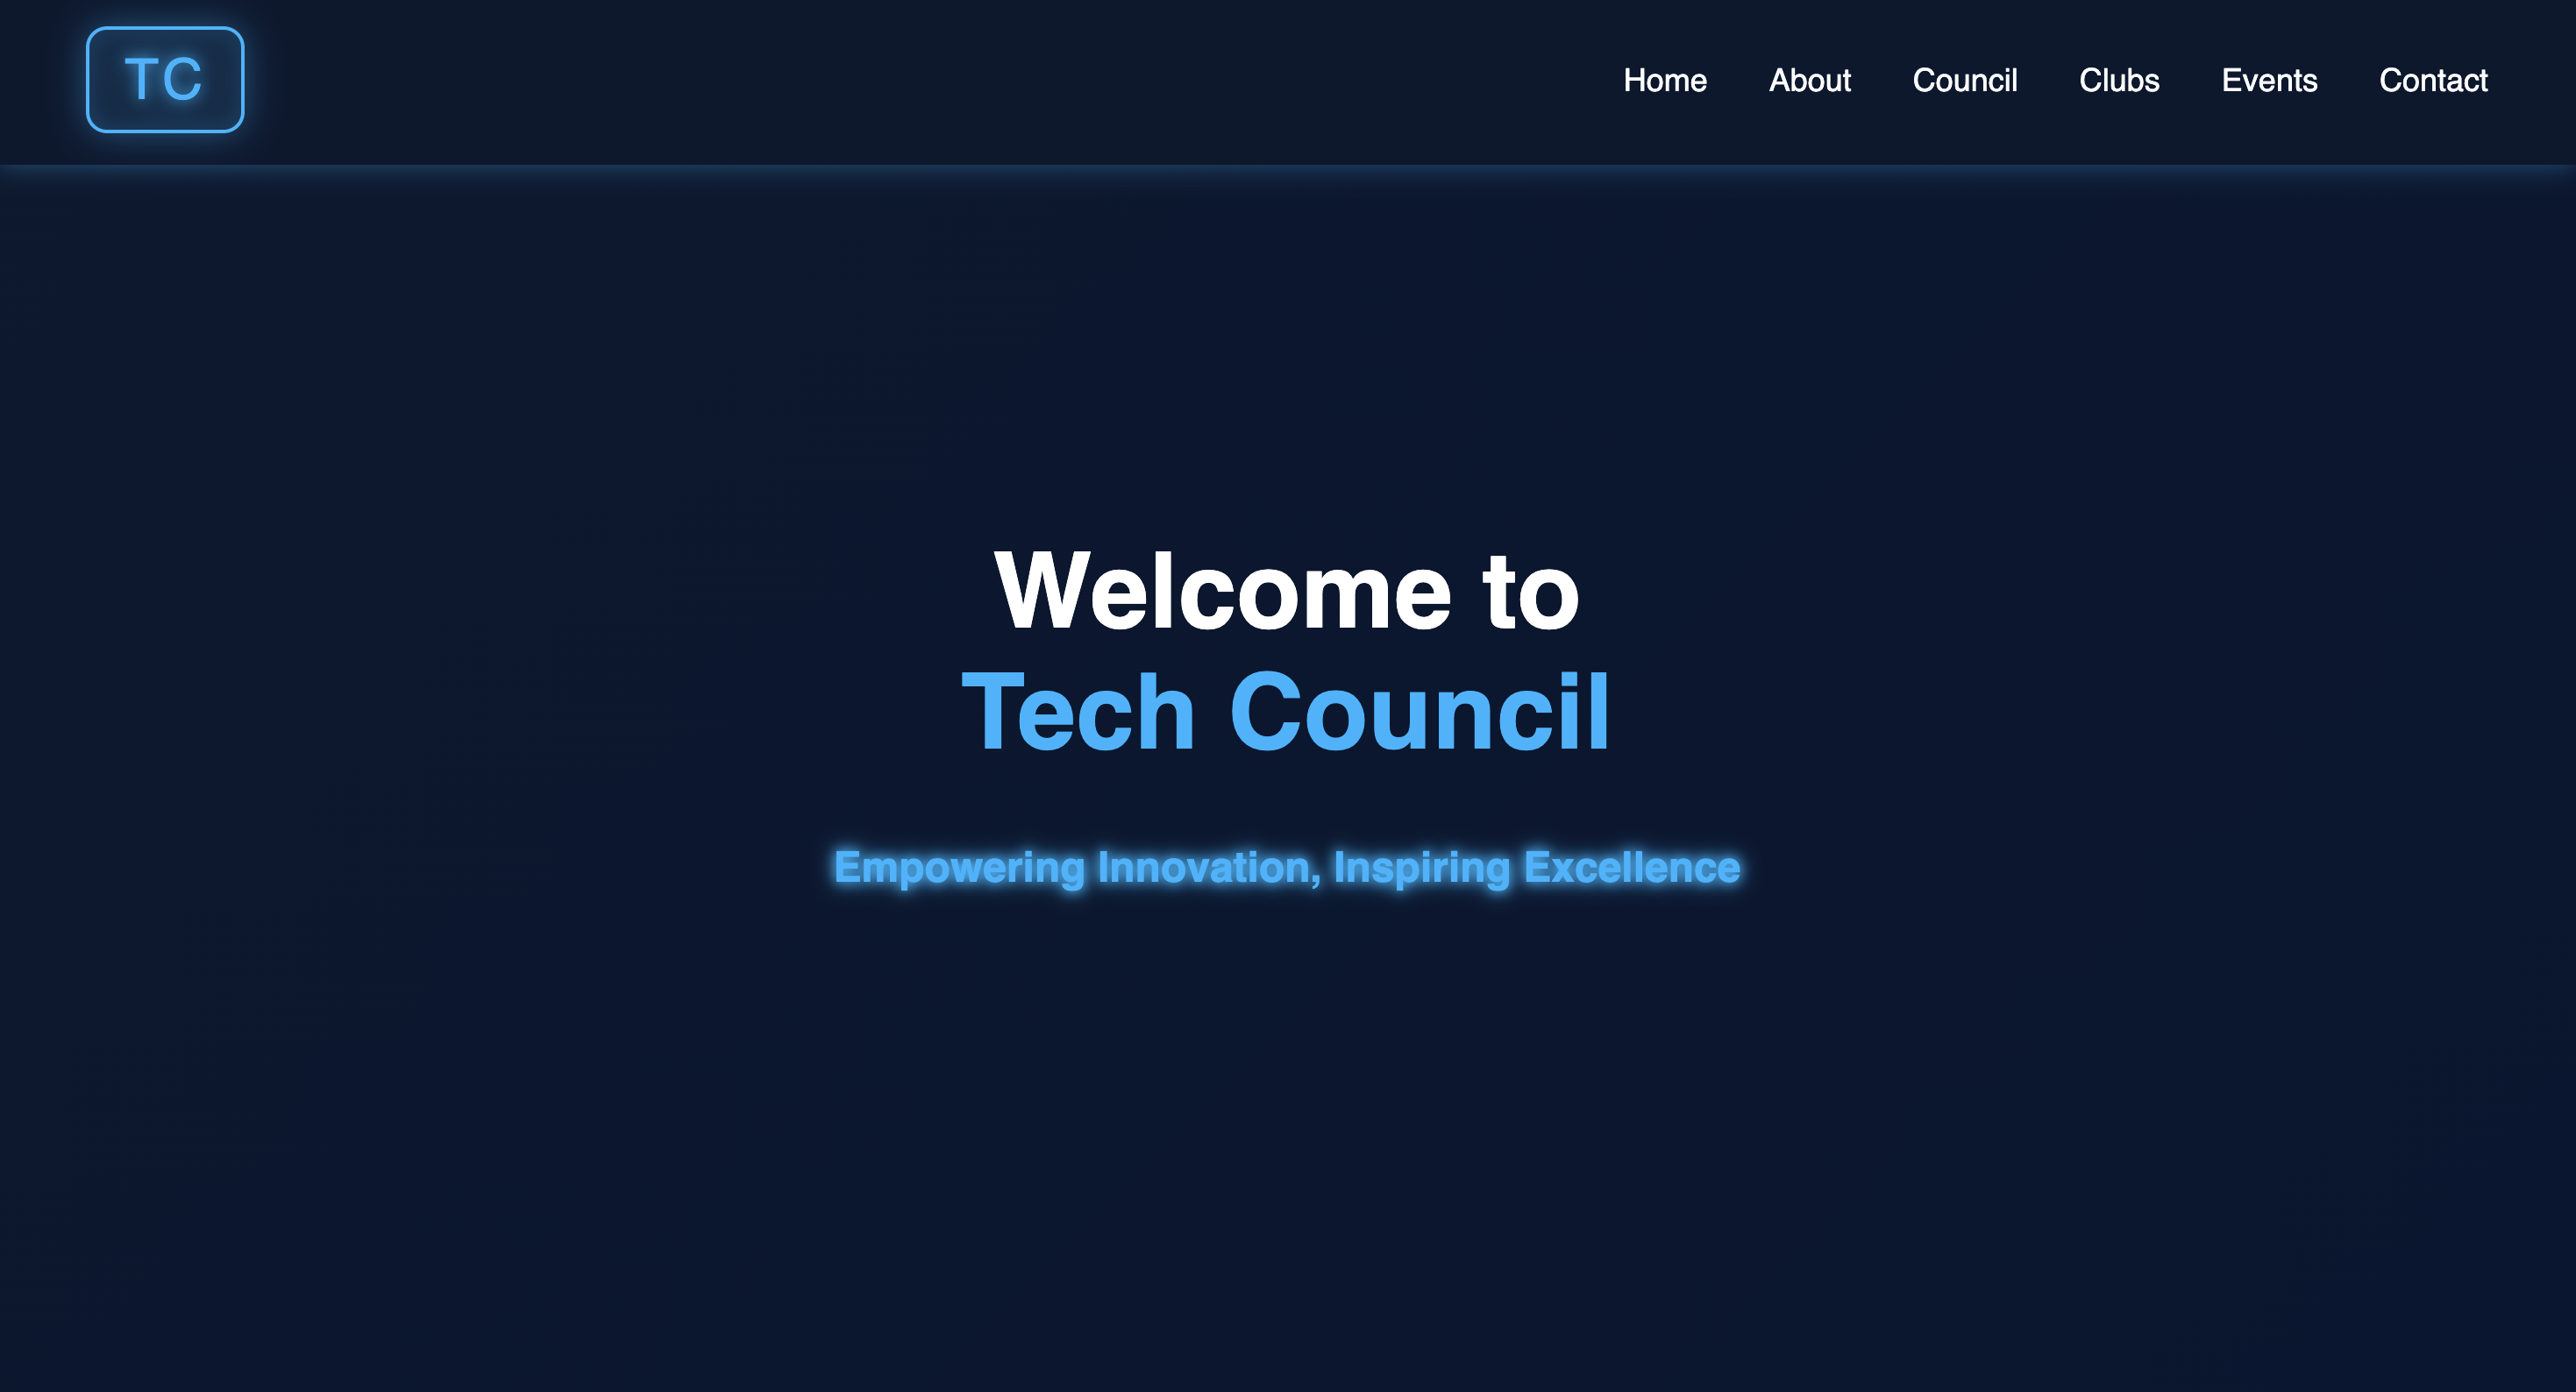 TC
Home About Council Clubs Events Contact
Welcome to
Tech Council
Empowering Innovation, Inspiring Excellence